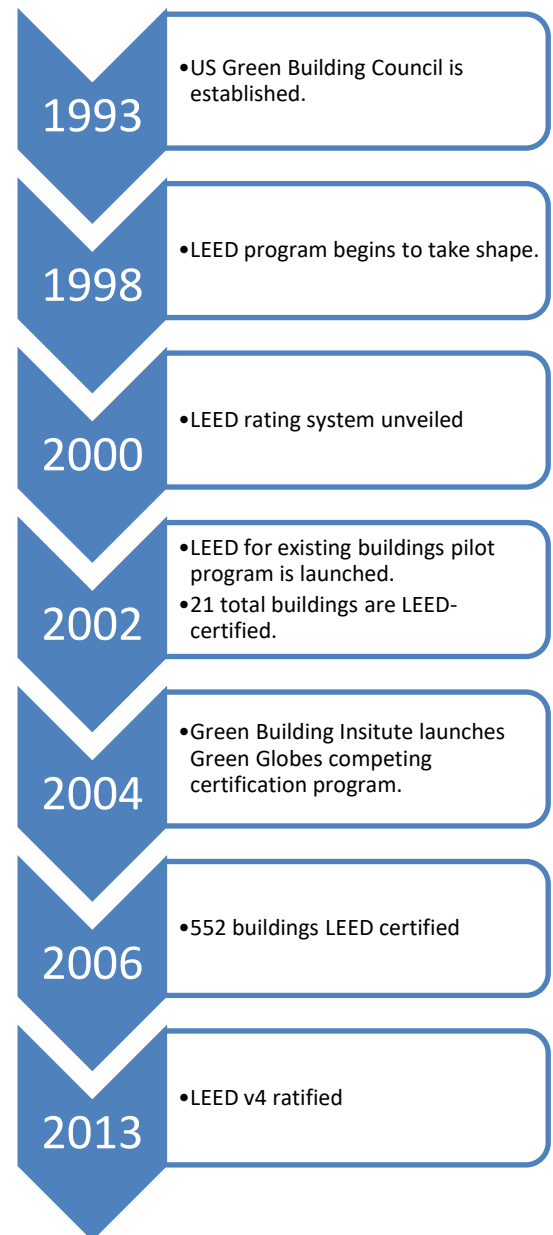 1993
•US Green Building Council is
established.
1998
•LEED program begins to take shape.
2000
•LEED rating system unveiled
2002
•LEED for existing buildings pilot
program is launched.
•21 total buildings are LEED-
certified.
2004
•Green Building Insitute launches
Green Globes competing
certification program.
2006
•552 buildings LEED certified
2013
•LEED v4 ratified